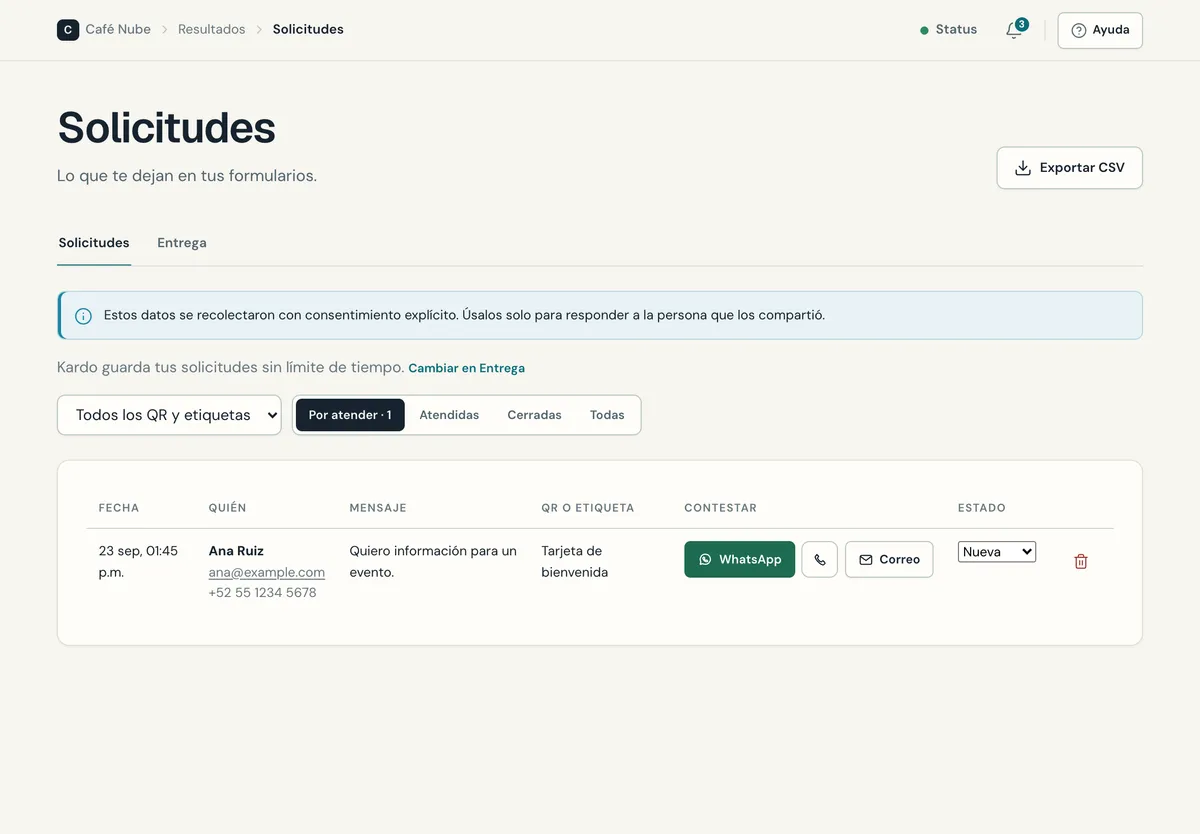 C Café Nube > Resultados > Solicitudes
Status
3
Ayuda
Solicitudes
Lo que te dejan en tus formularios.
Exportar CSV
Solicitudes Entrega
Estos datos se recolectaron con consentimiento explícito. Úsalos solo para responder a la persona que los compartió.
Kardo guarda tus solicitudes sin límite de tiempo. Cambiar en Entrega
Todos los QR y etiquetas
Por atender · 1 Atendidas Cerradas Todas
FECHA QUIÉN MENSAJE QR O ETIQUETA CONTESTAR ESTADO
23 sep, 01:45
p.m.
Ana Ruiz
ana@example.com
+52 55 1234 5678
Quiero información para un
evento.
Tarjeta de
bienvenida
WhatsApp
Correo
Nueva